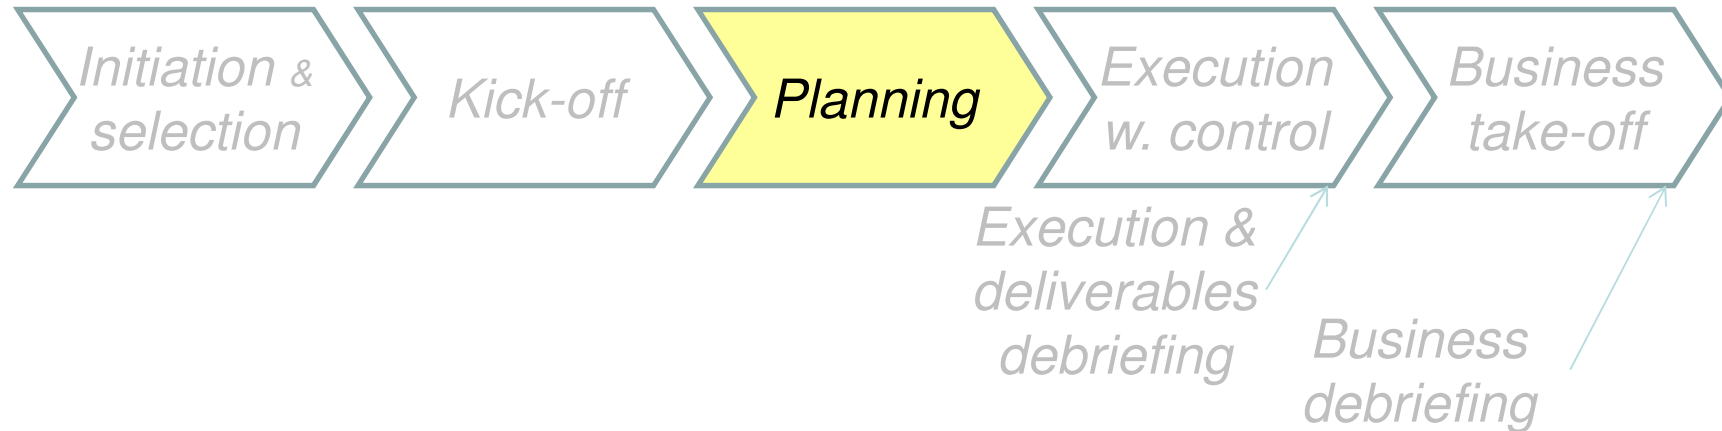 Initiation &
selection
Kick-off
Planning
Execution
w. control
Business
take-off
Execution &
deliverables
debriefing
Business
debriefing